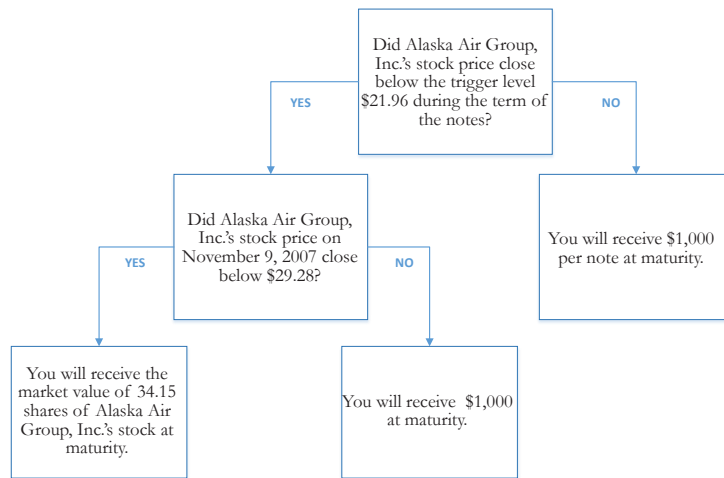 Did Alaska Air Group,
Inc.'s stock price close
below the trigger level
$21.96 during the term of
the notes?
YES
NO
Did Alaska Air Group,
Inc.'s stock price on
November 9, 2007 close
below $29.28?
You will receive $1,000
per note at maturity.
YES
NO
You will receive the
market value of 34.15
shares of Alaska Air
Group, Inc.'s stock at
maturity.
You will receive $1,000
at maturity.